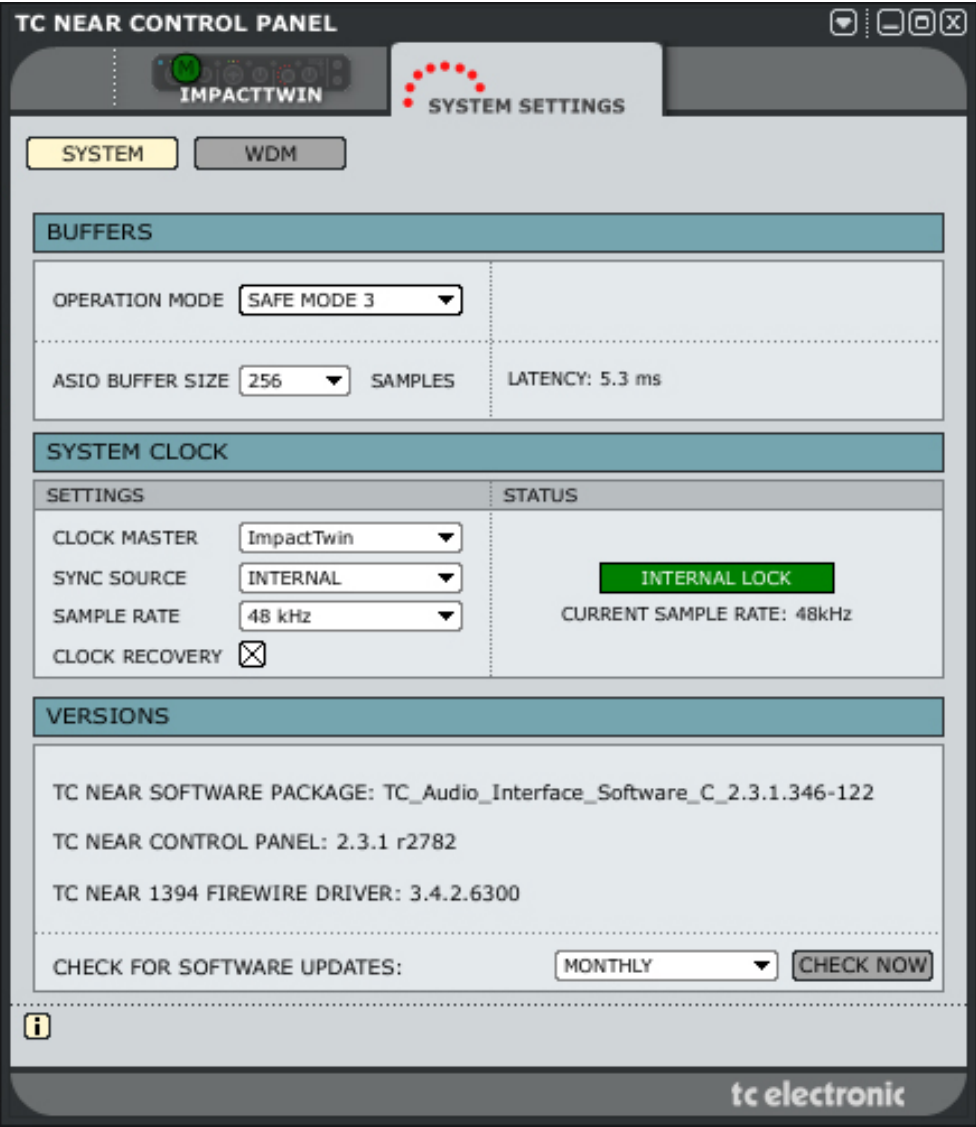 TC NEAR CONTROL PANEL
M
IMPACTTWIN
SYSTEM SETTINGS
SYSTEM WDM
BUFFERS
OPERATION MODE SAFE MODE 3
ASIO BUFFER SIZE 256 SAMPLES LATENCY: 5.3 ms
SYSTEM CLOCK
SETTINGS STATUS
CLOCK MASTER ImpactTwin
SYNC SOURCE INTERNAL INTERNAL LOCK
SAMPLE RATE 48 kHz CURRENT SAMPLE RATE: 48kHz
CLOCK RECOVERY
VERSIONS
TC NEAR SOFTWARE PACKAGE: TC_Audio_Interface_Software_C_2.3.1.346-122
TC NEAR CONTROL PANEL: 2.3.1 r2782
TC NEAR 1394 FIREWIRE DRIVER: 3.4.2.6300
CHECK FOR SOFTWARE UPDATES: MONTHLY CHECK NOW
i
tc electronic